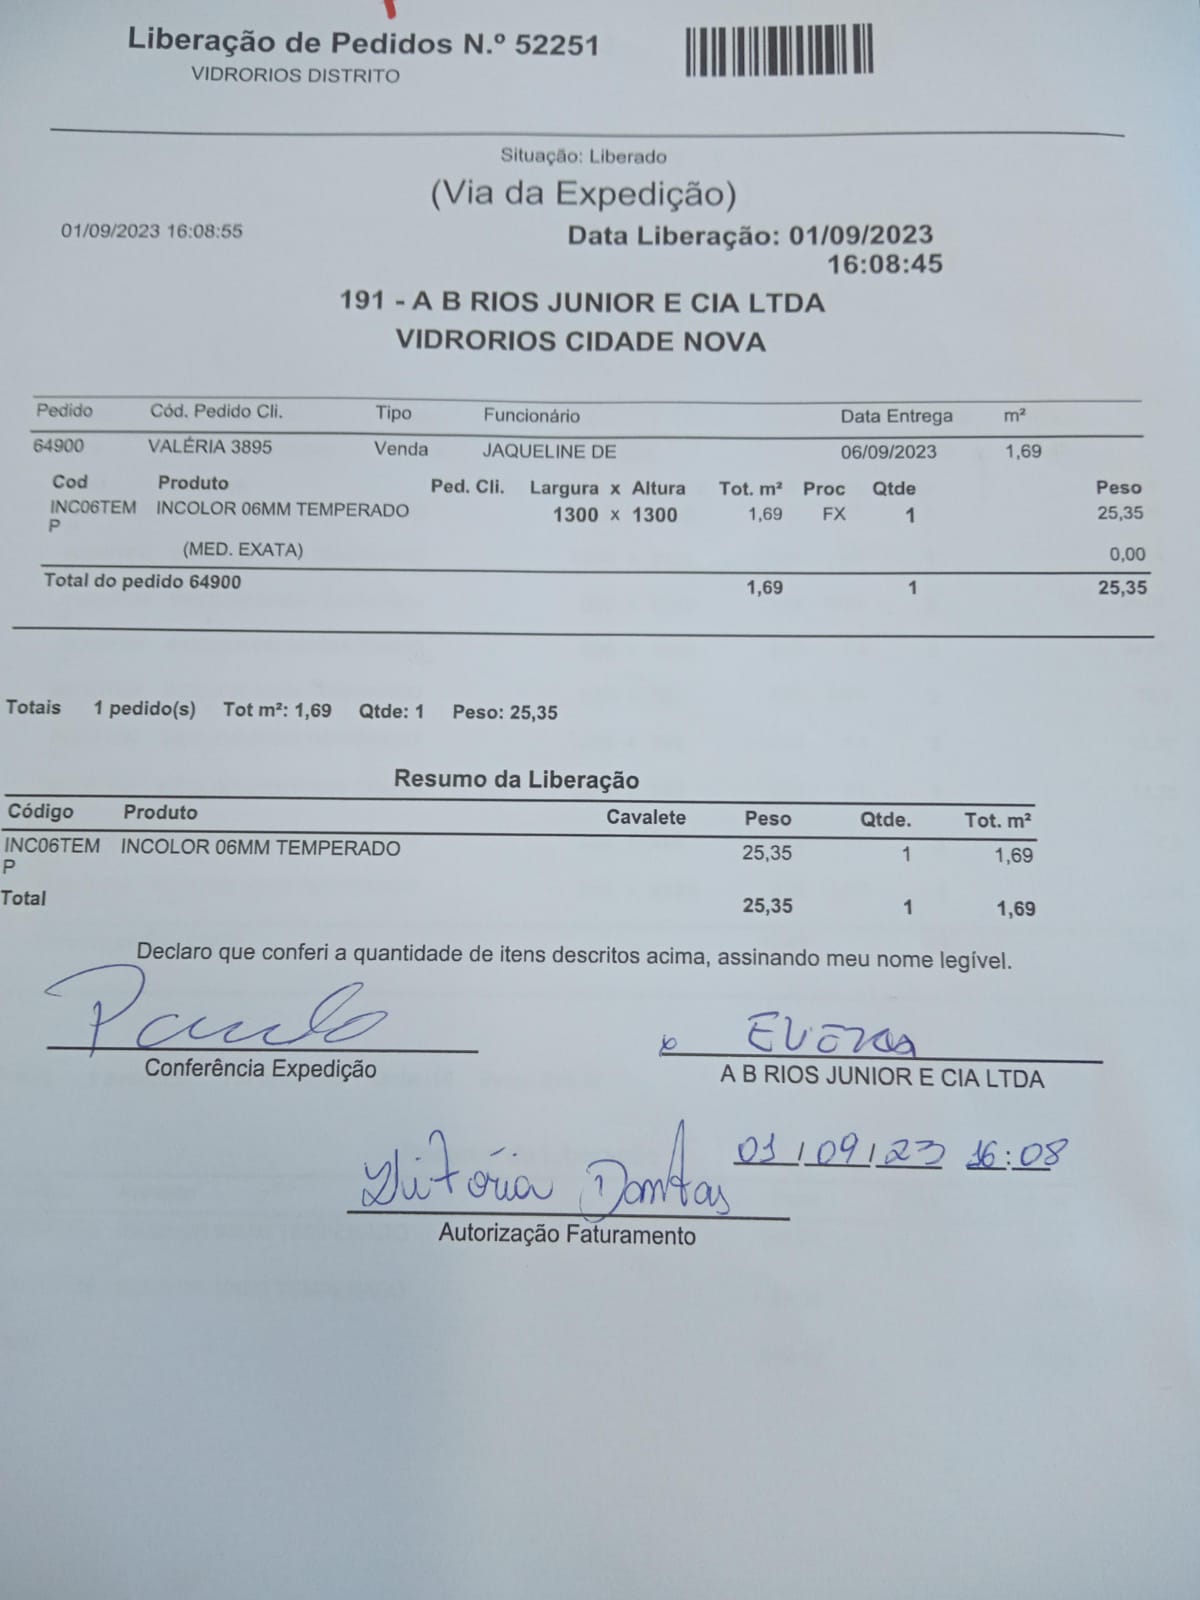 Liberação de Pedidos N.º 52251
VIDRORIOS DISTRITO
Situação: Liberado
(Via da Expedição)
01/09/2023 16:08:55
Data Liberação: 01/09/2023
16:08:45
191 - A B RIOS JUNIOR E CIA LTDA
VIDRORIOS CIDADE NOVA
Pedido Cód. Pedido Cli. Tipo Funcionário Data Entrega m²
64900 VALÉRIA 3895 Venda JAQUELINE DE 06/09/2023 1,69
Cod Produto Ped. Cli. Largura x Altura Tot. m² Proc Qtde Peso
INC06TEM INCOLOR 06MM TEMPERADO 1300 x 1300 1,69 FX 1 25,35
P
(MED. EXATA) 0,00
Total do pedido 64900 1,69 1 25,35
Totais 1 pedido(s) Tot m²: 1,69 Qtde: 1 Peso: 25,35
Resumo da Liberação
Código Produto Cavalete Peso Qtde. Tot. m²
INC06TEM INCOLOR 06MM TEMPERADO 25,35 1 1,69
P
Total 25,35 1 1,69
Declaro que conferi a quantidade de itens descritos acima, assinando meu nome legível.
Paulo
Conferência Expedição
A B RIOS JUNIOR E CIA LTDA
01/09/23 16:08
Vitória Dantas
Autorização Faturamento